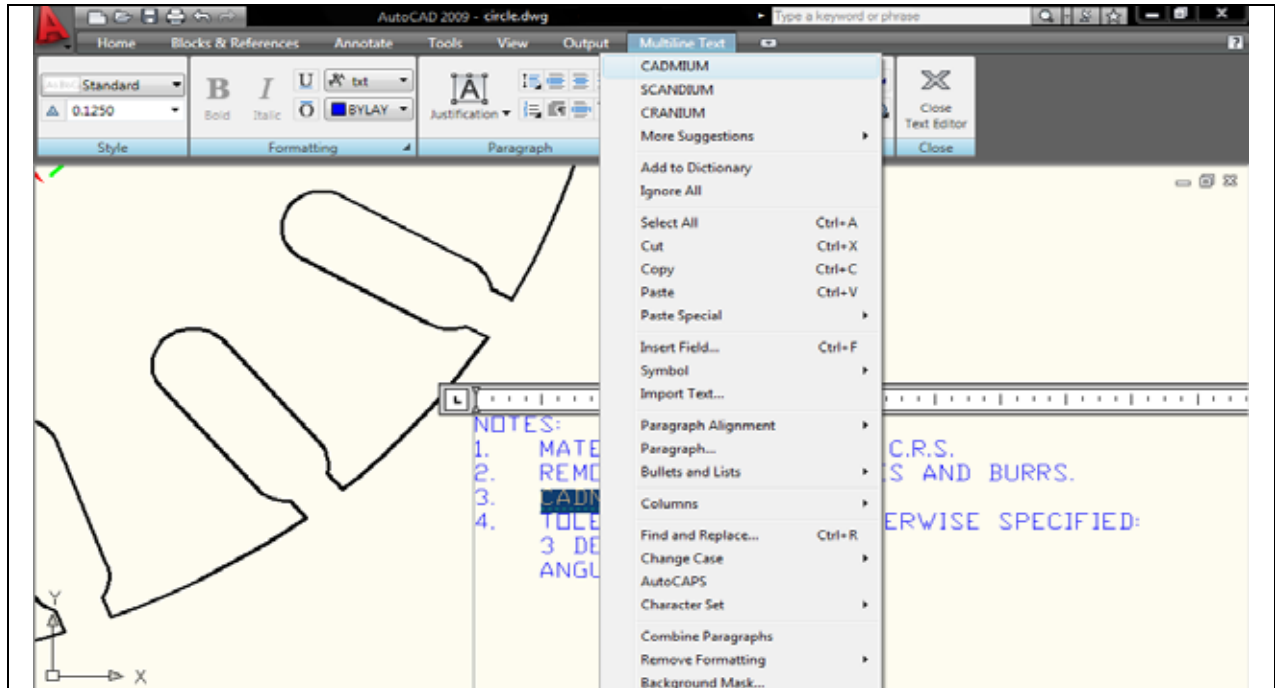 AutoCAD 2009 - circle.dwg Type a keyword or phrase
Home Blocks & References Annotate Tools View Output Multiline Text
Standard
0.1250
Style
B Bold
I Italic
U
O
txt
BYLAY
Formatting
A
Justification
Paragraph
Close
Text Editor
Close
CADMIUM
SCANDIUM
CRANIUM
More Suggestions
Add to Dictionary
Ignore All
Select All Ctrl+A
Cut Ctrl+X
Copy Ctrl+C
Paste Ctrl+V
Paste Special
Insert Field... Ctrl+F
Symbol
Import Text...
Paragraph Alignment
Paragraph...
Bullets and Lists
Columns
Find and Replace... Ctrl+R
Change Case
AutoCAPS
Character Set
Combine Paragraphs
Remove Formatting
Background Mask...
NOTES:
1. MATE C.R.S.
2. REMO S AND BURRS.
3.
4. TOLE ERWISE SPECIFIED:
3 DE
ANGU
Y
X